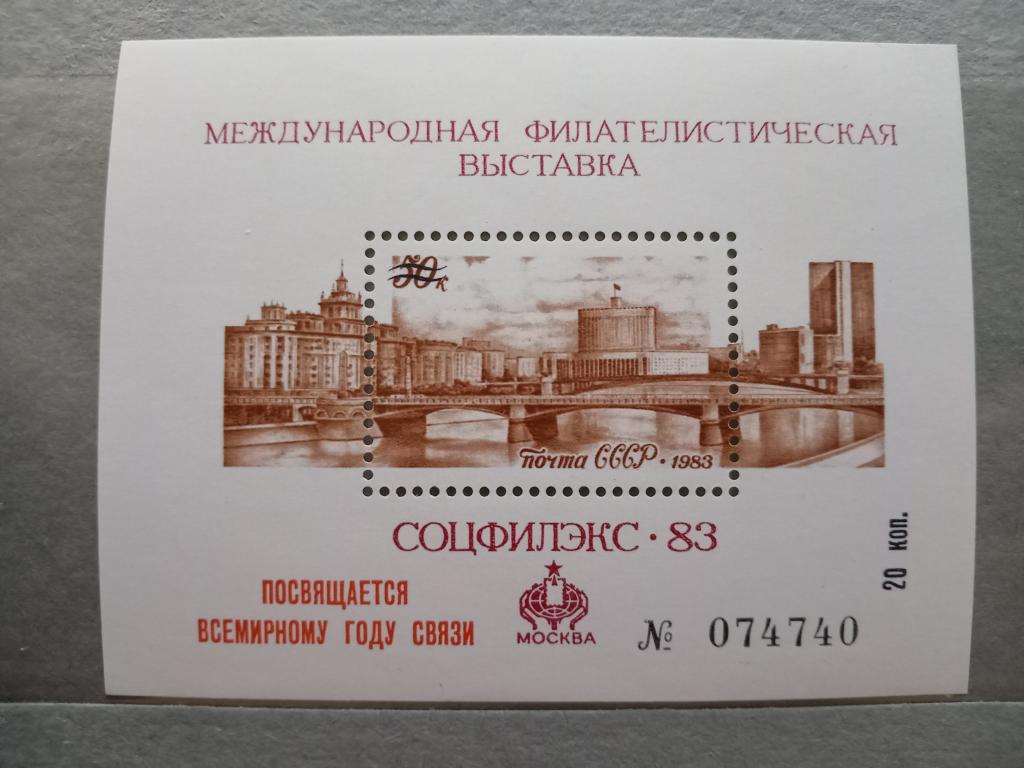 МЕЖДУНАРОДНАЯ ФИЛАТЕЛИСТИЧЕСКАЯ
ВЫСТАВКА
50к
почта СССР · 1983
СОЦФИЛЭКС · 83
20 коп.
ПОСВЯЩАЕТСЯ
ВСЕМИРНОМУ ГОДУ СВЯЗИ
МОСКВА
№ 074740